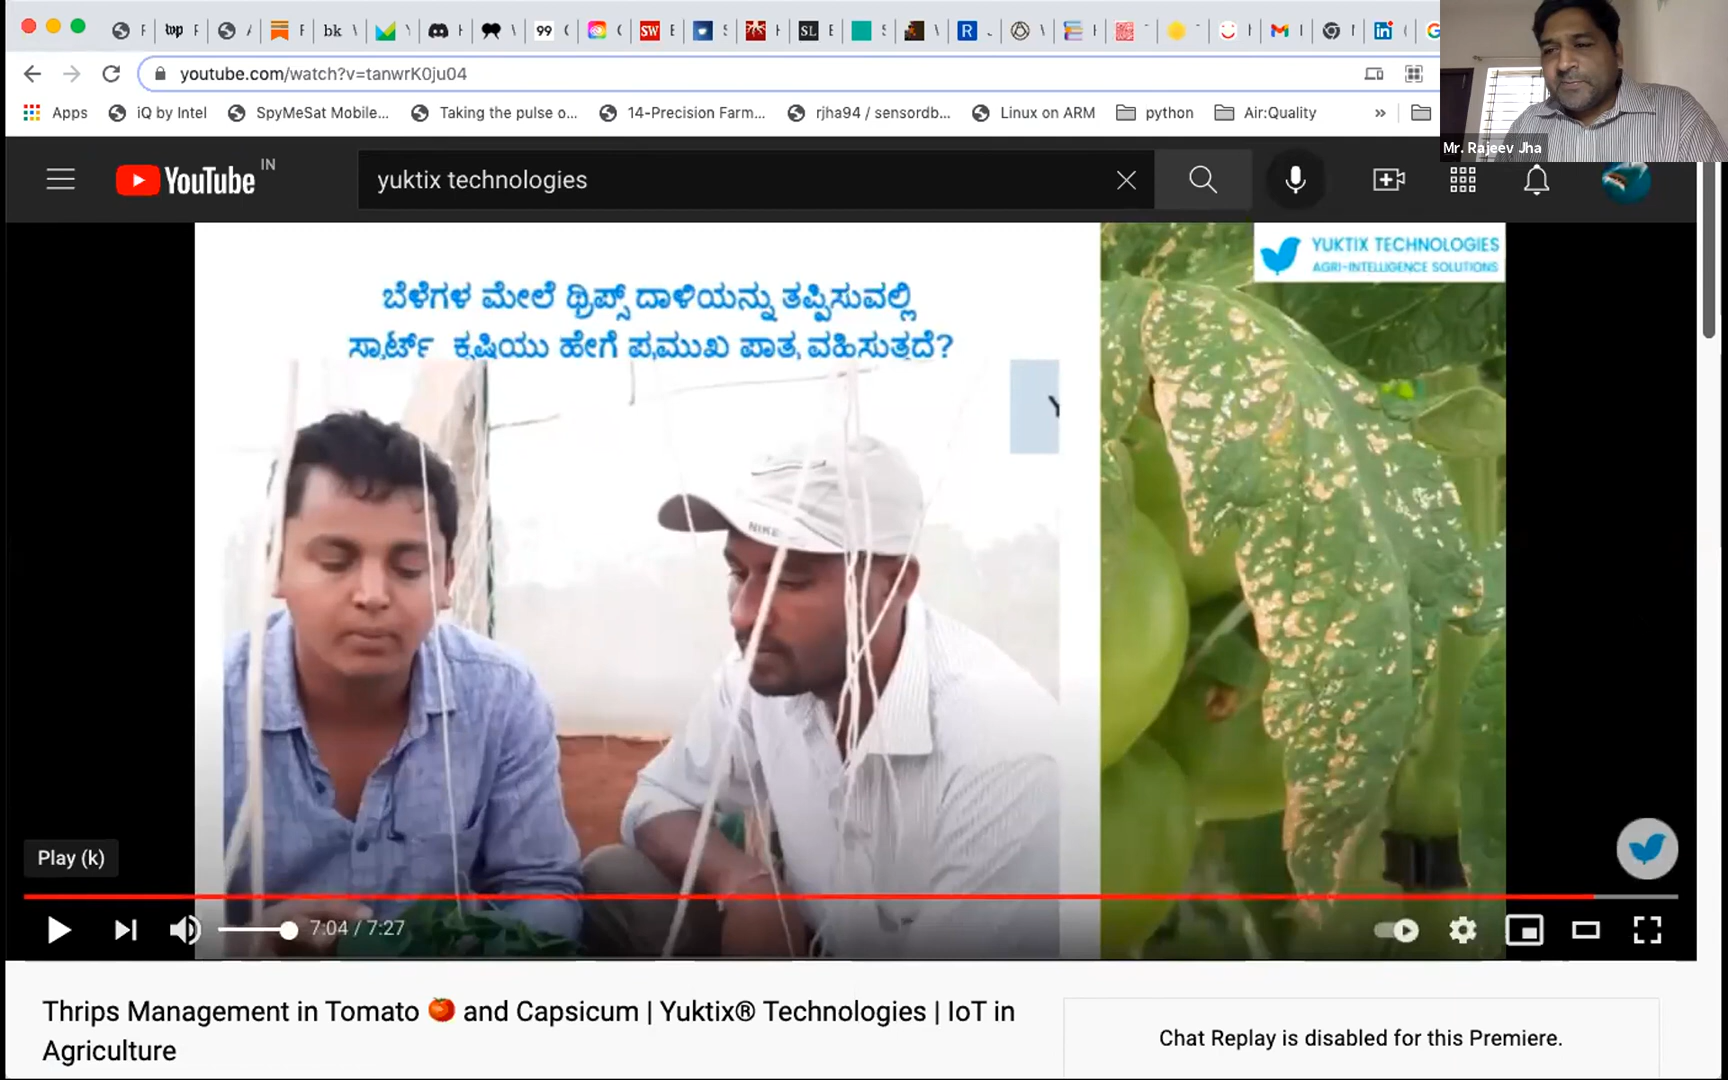 youtube.com/watch?v=tanwrK0ju04
Mr. Rajeev Jha
Apps
iQ by Intel
SpyMeSat Mobile...
Taking the pulse o...
14-Precision Farm...
rjha94 / sensordb...
Linux on ARM
python
Air:Quality
»
YouTube IN
yuktix technologies
YUKTIX TECHNOLOGIES
AGRI-INTELLIGENCE SOLUTIONS
ಬೆಳೆಗಳ ಮೇಲೆ ಥ್ರಿಪ್ಸ್ ದಾಳಿಯನ್ನು ತಪ್ಪಿಸುವಲ್ಲಿ
ಸ್ಮಾರ್ಟ್ ಕೃಷಿಯು ಹೇಗೆ ಪ್ರಮುಖ ಪಾತ್ರ ವಹಿಸುತ್ತದೆ?
NIKE
Play (k)
7:04 / 7:27
Thrips Management in Tomato 🍅 and Capsicum | Yuktix® Technologies | IoT in
Agriculture
Chat Replay is disabled for this Premiere.